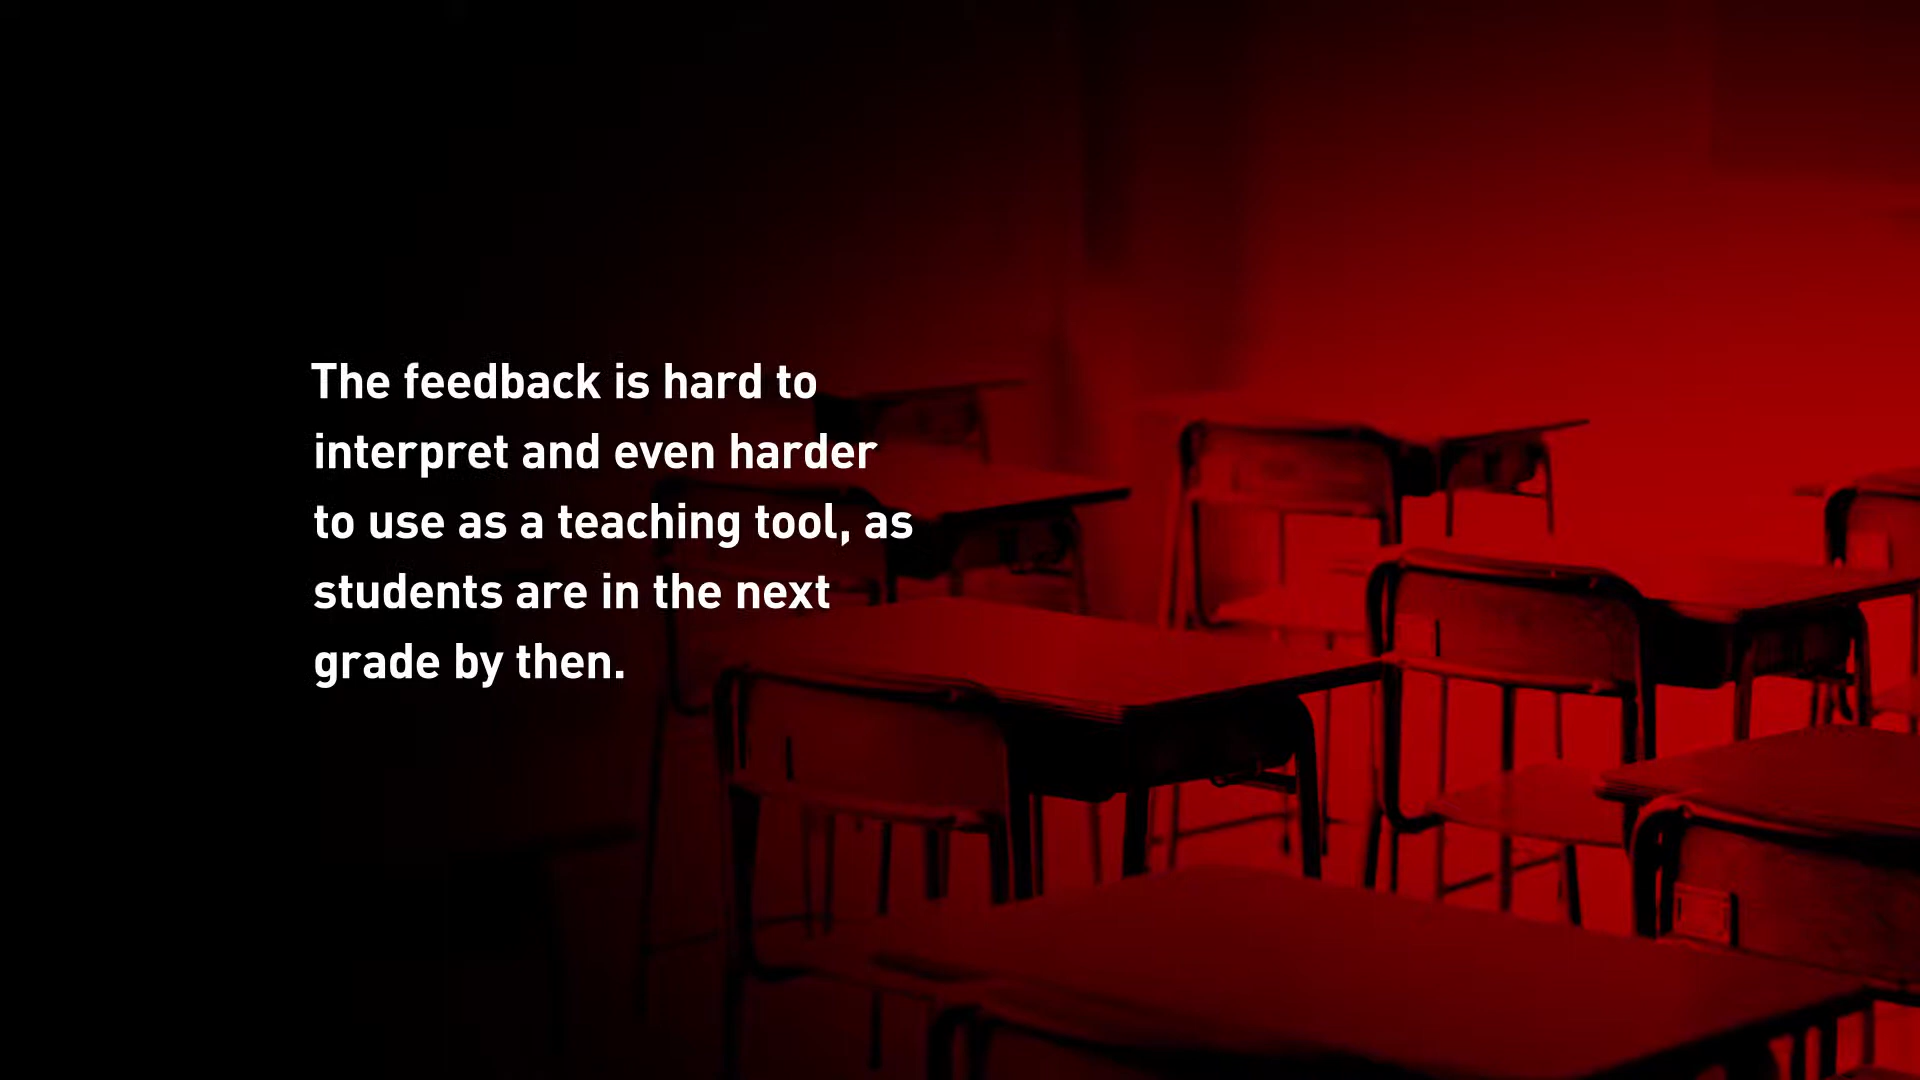 The feedback is hard to
interpret and even harder
to use as a teaching tool, as
students are in the next
grade by then.